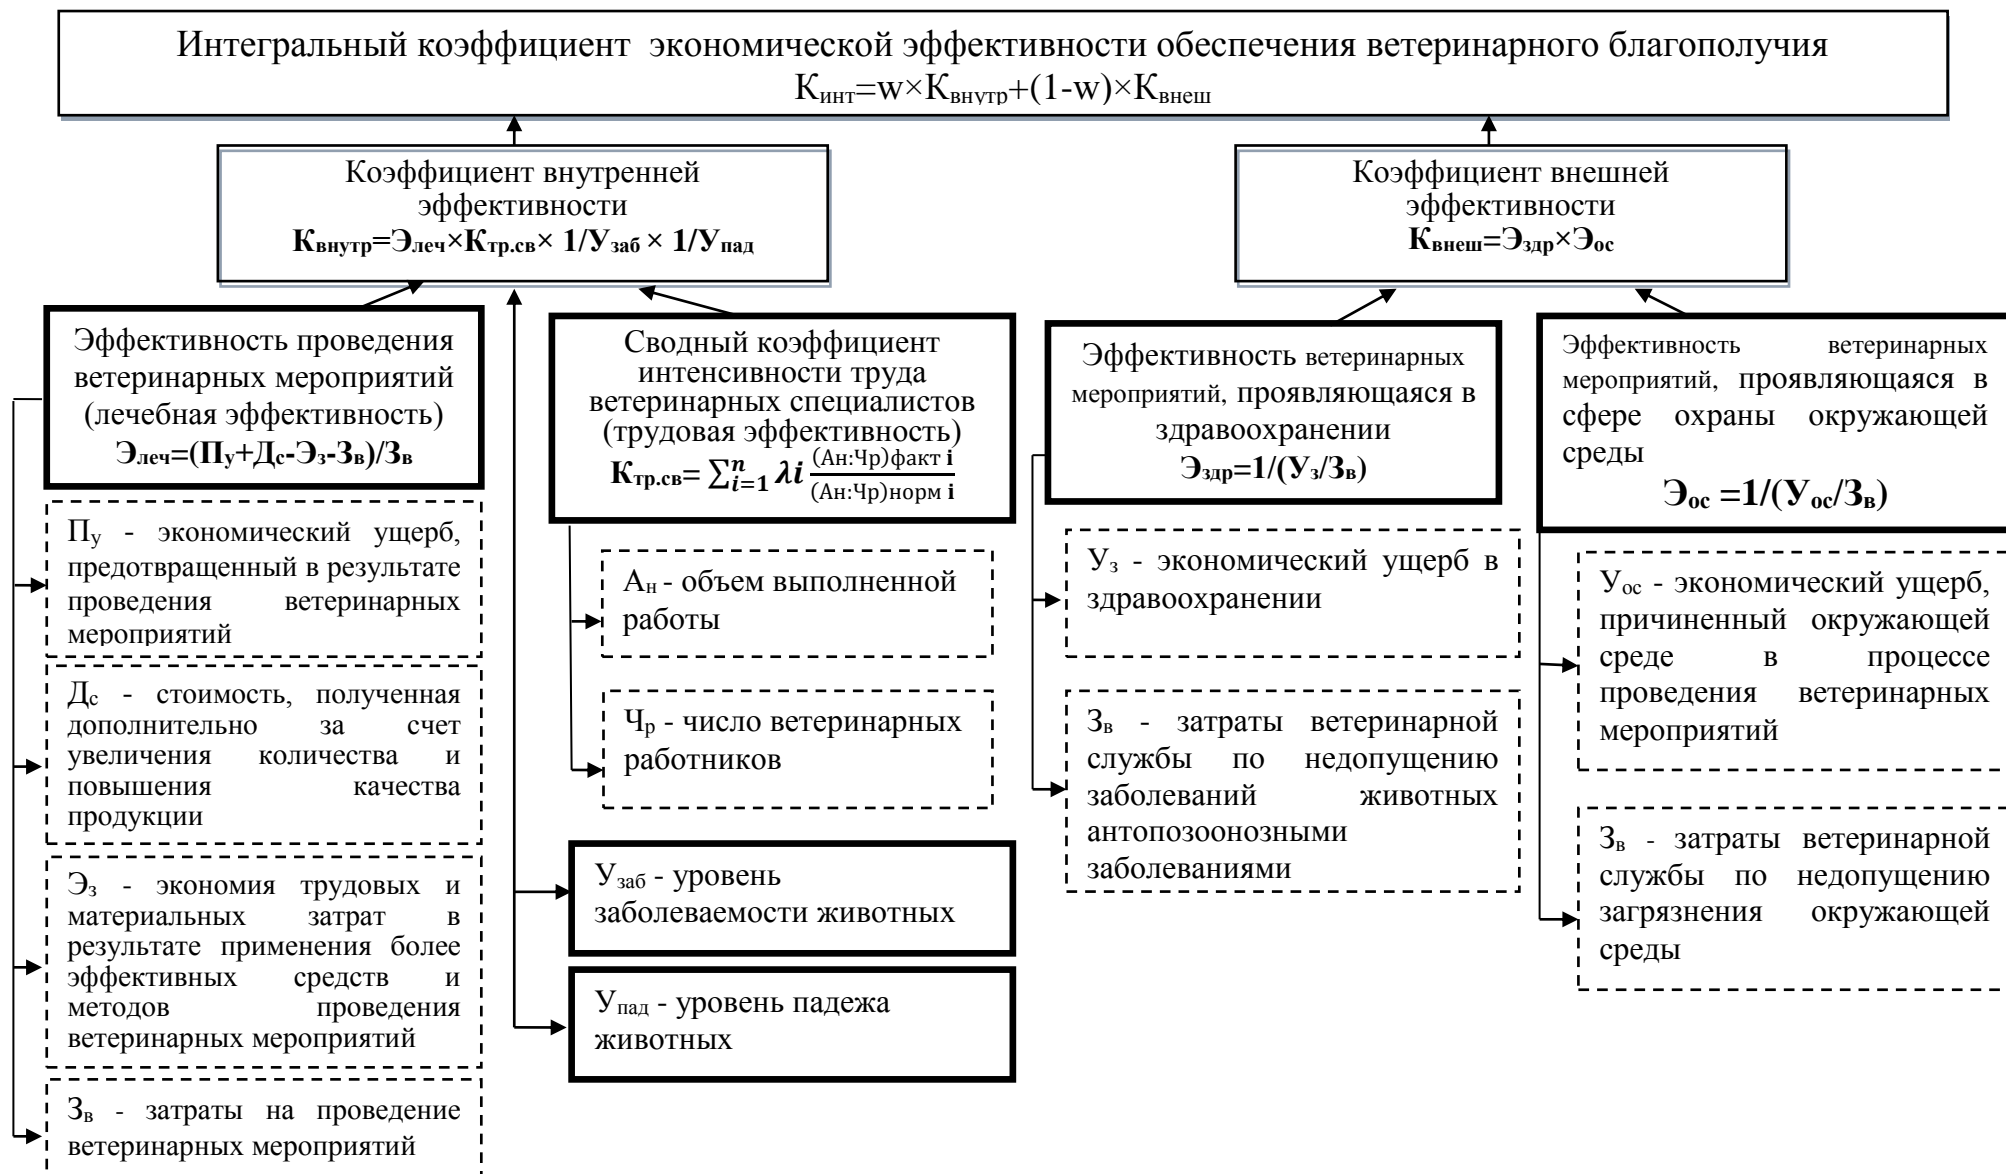 Интегральный коэффициент экономической эффективности обеспечения ветеринарного благополучия
Кинт=w×Квнутр+(1-w)×Квнеш
Коэффициент внутренней
эффективности
Квнутр=Элеч×Ктр.св× 1/Узаб × 1/Упад
Коэффициент внешней
эффективности
Квнеш=Эздр×Эос
Эффективность проведения
ветеринарных мероприятий
(лечебная эффективность)
Элеч=(Пу+Дс-Эз-Зв)/Зв
Пу - экономический ущерб,
предотвращенный в результате
проведения ветеринарных
мероприятий
Дс - стоимость, полученная
дополнительно за счет
увеличения количества и
повышения качества
продукции
Эз - экономия трудовых и
материальных затрат в
результате применения более
эффективных средств и
методов проведения
ветеринарных мероприятий
Зв - затраты на проведение
ветеринарных мероприятий
Сводный коэффициент
интенсивности труда
ветеринарных специалистов
(трудовая эффективность)
Ктр.св= ∑ⁿᵢ₌₁ λi (Ан:Чр)факт i / (Ан:Чр)норм i
Ан - объем выполненной
работы
Чр - число ветеринарных
работников
Узаб - уровень
заболеваемости животных
Упад - уровень падежа
животных
Эффективность ветеринарных
мероприятий, проявляющаяся в
здравоохранении
Эздр=1/(Уз/Зв)
Уз - экономический ущерб в
здравоохранении
Зв - затраты ветеринарной
службы по недопущению
заболеваний животных
антопозоонозными
заболеваниями
Эффективность ветеринарных
мероприятий, проявляющаяся в
сфере охраны окружающей
среды
Эос =1/(Уос/Зв)
Уос - экономический ущерб,
причиненный окружающей
среде в процессе
проведения ветеринарных
мероприятий
Зв - затраты ветеринарной
службы по недопущению
загрязнения окружающей
среды